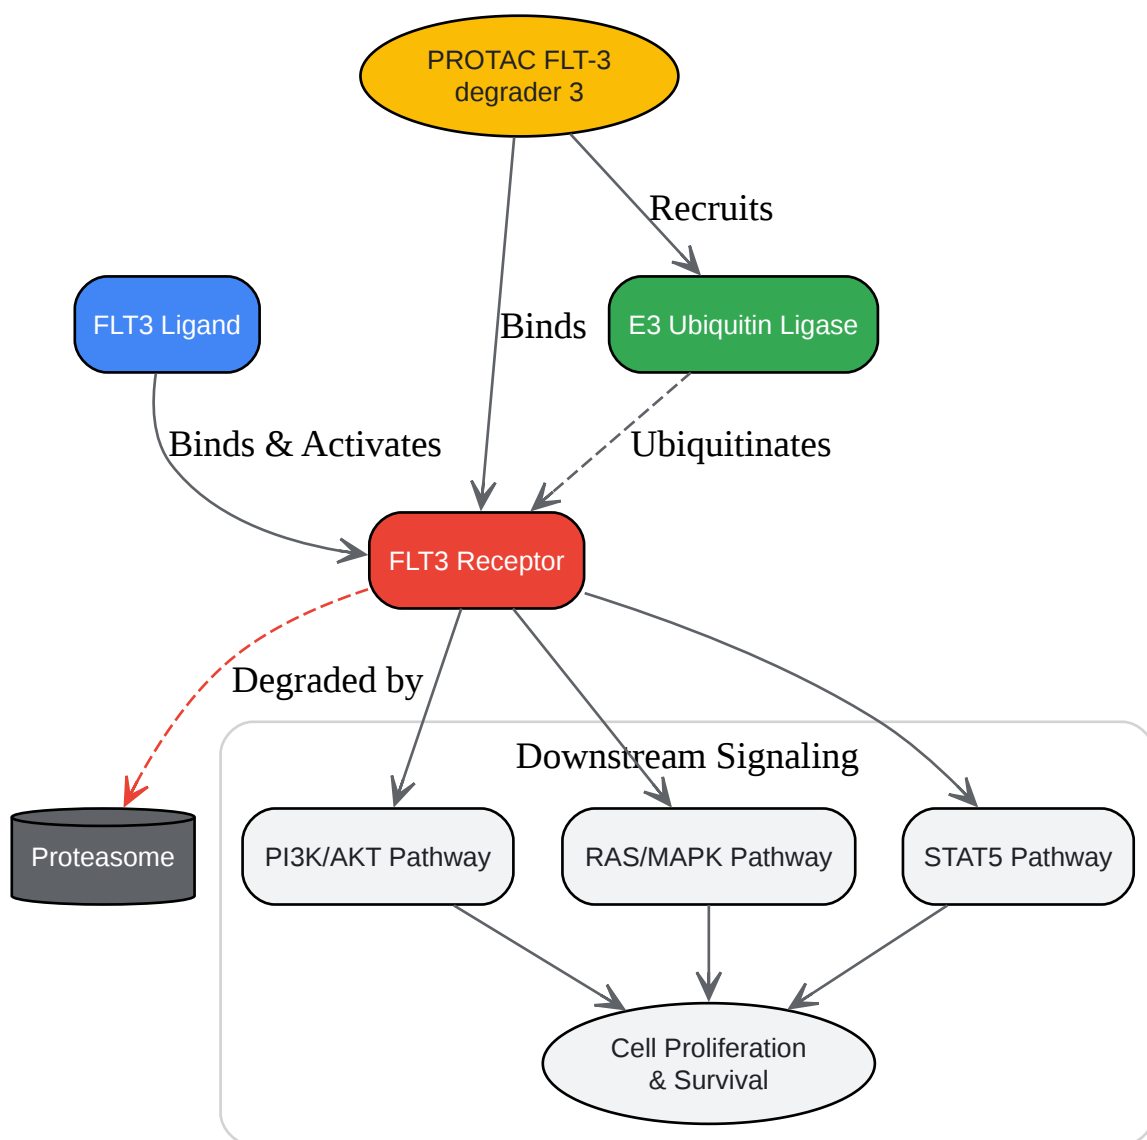 PROTAC FLT-3
degrader 3
Recruits
FLT3 Ligand
Binds
E3 Ubiquitin Ligase
Binds & Activates
Ubiquitinates
FLT3 Receptor
Degraded by
Downstream Signaling
Proteasome
PI3K/AKT Pathway
RAS/MAPK Pathway
STAT5 Pathway
Cell Proliferation
& Survival